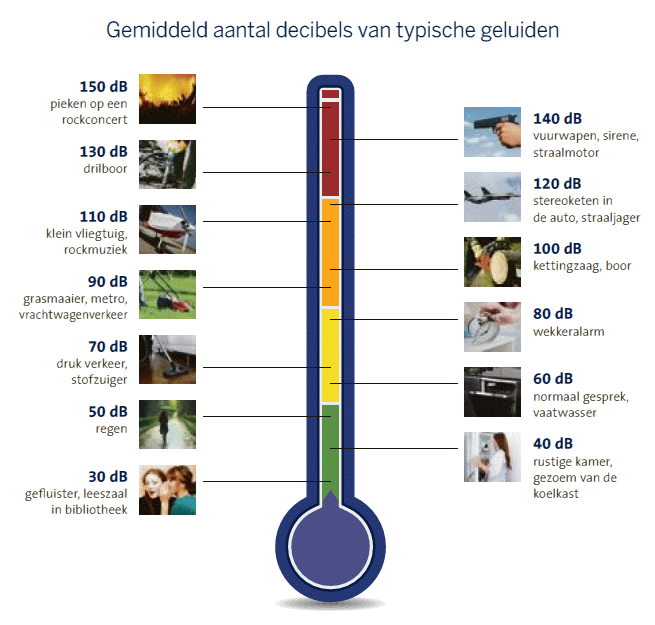 Gemiddeld aantal decibels van typische geluiden
150 dB
pieken op een
rockconcert
130 dB
drilboor
110 dB
klein vliegtuig,
rockmuziek
90 dB
grasmaaier, metro,
vrachtwagenverkeer
70 dB
druk verkeer,
stofzuiger
50 dB
regen
30 dB
gefluister, leeszaal
in bibliotheek
140 dB
vuurwapen, sirene,
straalmotor
120 dB
stereoketen in
de auto, straaljager
100 dB
kettingzaag, boor
80 dB
wekkeralarm
60 dB
normaal gesprek,
vaatwasser
40 dB
rustige kamer,
gezoem van de
koelkast